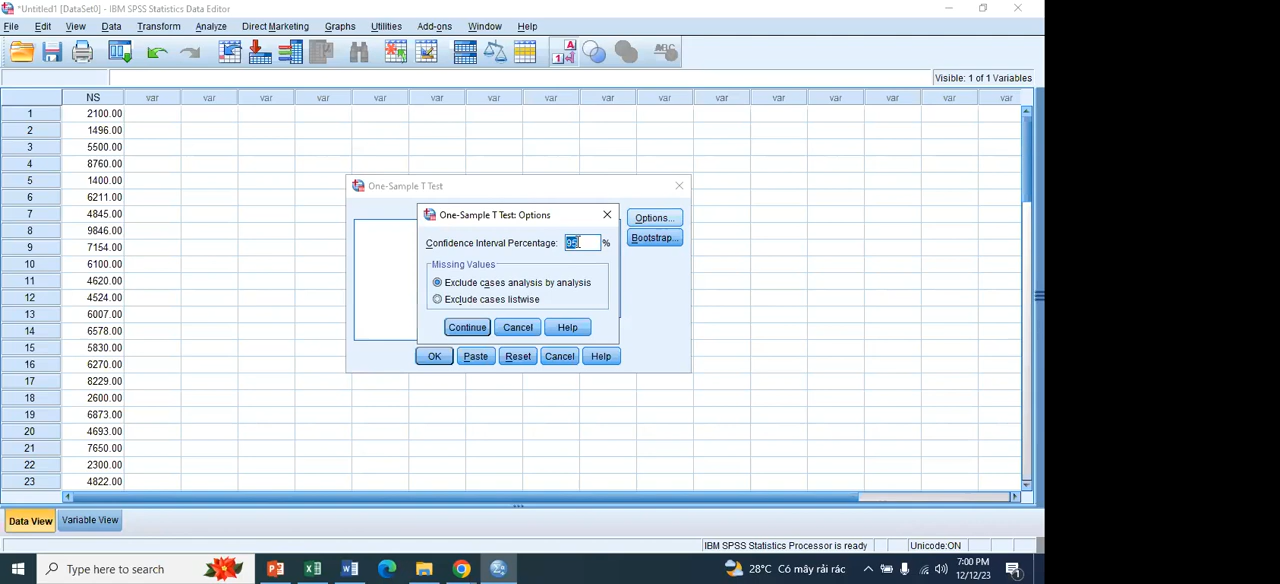 *Untitled1 [DataSet0] - IBM SPSS Statistics Data Editor
File Edit View Data Transform Analyze Direct Marketing Graphs Utilities Add-ons Window Help
Visible: 1 of 1 Variables
NS var var var var var var var var var var var var var var var var
1 2100.00
2 1496.00
3 5500.00
4 8760.00
5 1400.00
6 6211.00
7 4845.00
8 9846.00
9 7154.00
10 6100.00
11 4620.00
12 4524.00
13 6007.00
14 6578.00
15 5830.00
16 6270.00
17 8229.00
18 2600.00
19 6873.00
20 4693.00
21 7650.00
22 2300.00
23 4822.00
One-Sample T Test
Options...
Bootstrap...
One-Sample T Test: Options
Confidence Interval Percentage: 95 %
Missing Values
Exclude cases analysis by analysis
Exclude cases listwise
Continue Cancel Help
OK Paste Reset Cancel Help
Data View Variable View
IBM SPSS Statistics Processor is ready Unicode:ON
Type here to search
28°C Có mây rải rác
7:00 PM
12/12/23